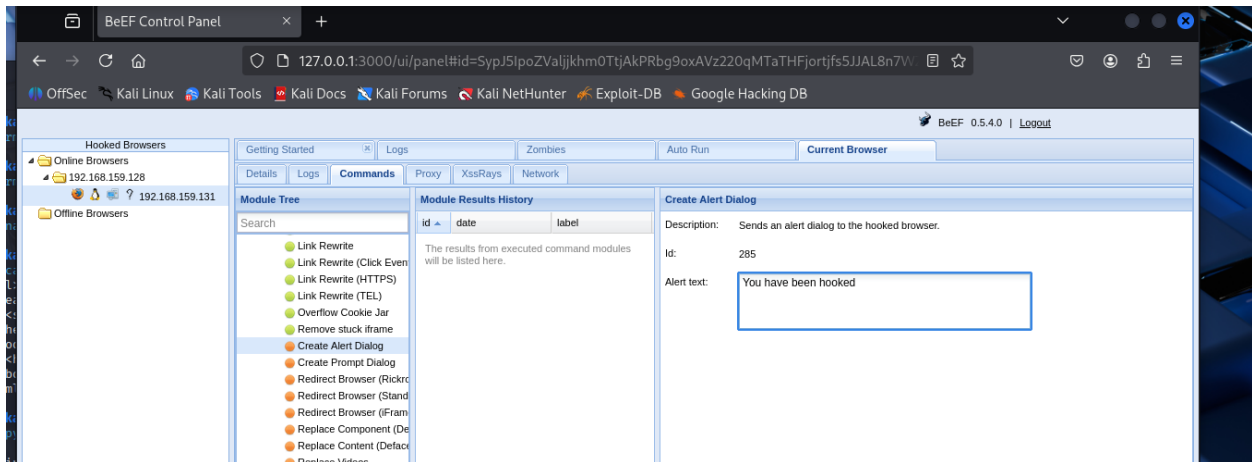 BeEF Control Panel
127.0.0.1:3000/ui/panel#id=SypJ5IpoZValjjkhm0TtjAkPRbg9oxAVz220qMTaTHFjortjfs5JJAL8n7W
OffSec Kali Linux Kali Tools Kali Docs Kali Forums Kali NetHunter Exploit-DB Google Hacking DB
BeEF 0.5.4.0 | Logout
Hooked Browsers
Online Browsers
192.168.159.128
? 192.168.159.131
Offline Browsers
Getting Started Logs Zombies Auto Run Current Browser
Details Logs Commands Proxy XssRays Network
Module Tree
Search
Link Rewrite
Link Rewrite (Click Even
Link Rewrite (HTTPS)
Link Rewrite (TEL)
Overflow Cookie Jar
Remove stuck iframe
Create Alert Dialog
Create Prompt Dialog
Redirect Browser (Rickro
Redirect Browser (Stand
Redirect Browser (iFram
Replace Component (De
Replace Content (Deface
Replace Videos
Module Results History
id date label
The results from executed command modules
will be listed here.
Create Alert Dialog
Description: Sends an alert dialog to the hooked browser.
Id: 285
Alert text: You have been hooked